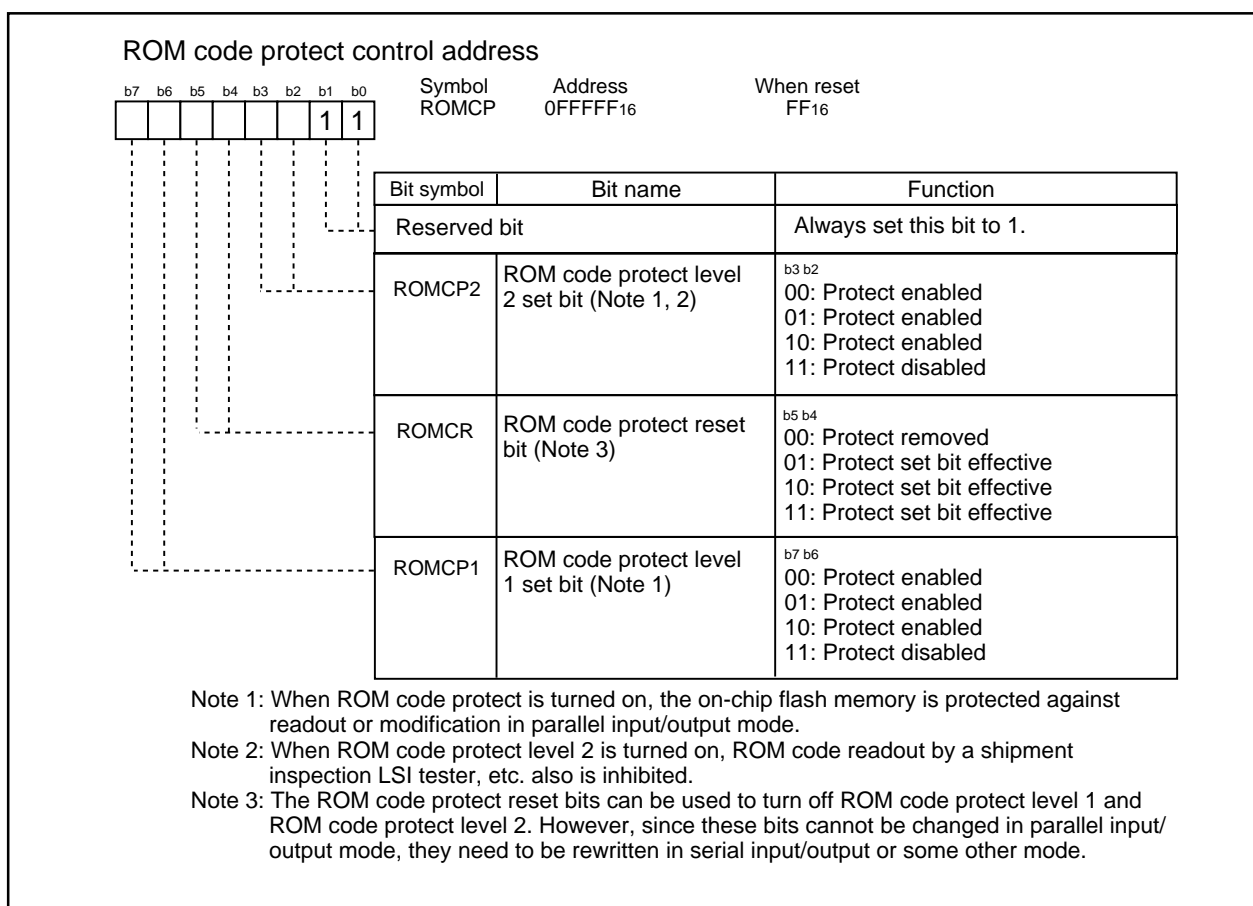 ROM code protect control address
Symbol Address When reset
b7 b6 b5 b4 b3 b2 b1 b0
1 1
ROMCP 0FFFFF16 FF16
Bit symbol Bit name Function
Reserved bit Always set this bit to 1.
ROMCP2 ROM code protect level
2 set bit (Note 1, 2)
b3 b2
00: Protect enabled
01: Protect enabled
10: Protect enabled
11: Protect disabled
ROMCR ROM code protect reset
bit (Note 3)
b5 b4
00: Protect removed
01: Protect set bit effective
10: Protect set bit effective
11: Protect set bit effective
ROMCP1 ROM code protect level
1 set bit (Note 1)
b7 b6
00: Protect enabled
01: Protect enabled
10: Protect enabled
11: Protect disabled
Note 1: When ROM code protect is turned on, the on-chip flash memory is protected against
readout or modification in parallel input/output mode.
Note 2: When ROM code protect level 2 is turned on, ROM code readout by a shipment
inspection LSI tester, etc. also is inhibited.
Note 3: The ROM code protect reset bits can be used to turn off ROM code protect level 1 and
ROM code protect level 2. However, since these bits cannot be changed in parallel input/
output mode, they need to be rewritten in serial input/output or some other mode.